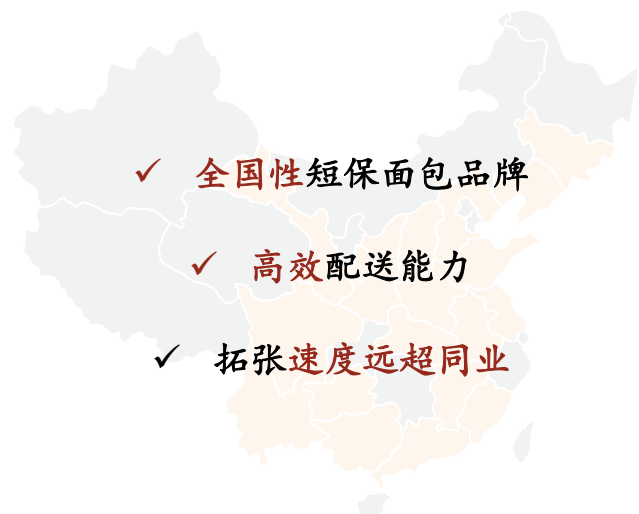 ✓ 全国性短保面包品牌
✓ 高效配送能力
✓ 拓张速度远超同业